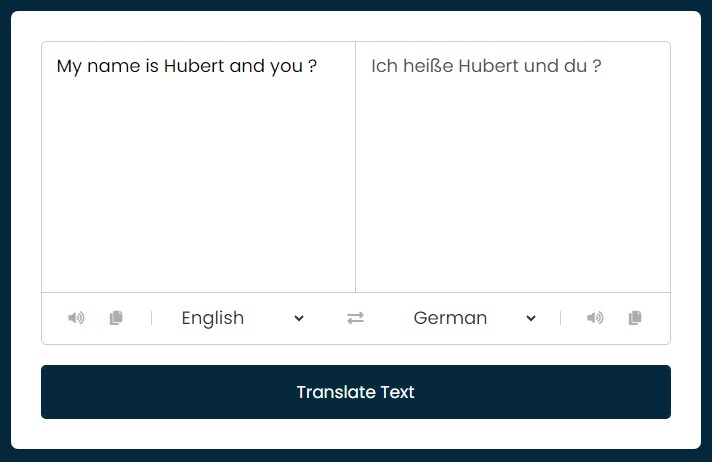 My name is Hubert and you ?
Ich heiße Hubert und du ?
English
German
Translate Text